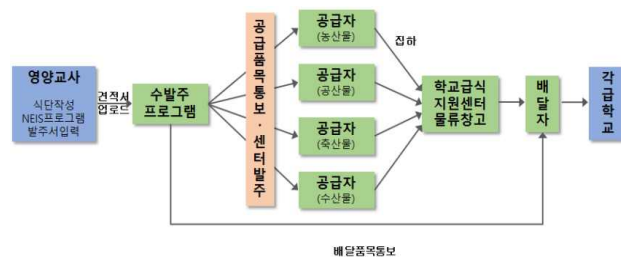 영양교사
식단작성
NEIS프로그램
발주서입력
견적서
업로드
수발주
프로그램
공급품목통보·센터발주
공급자
(농산물)
공급자
(공산물)
공급자
(축산물)
공급자
(수산물)
집하
학교급식
지원센터
물류창고
배달자
각급학교
배달품목통보